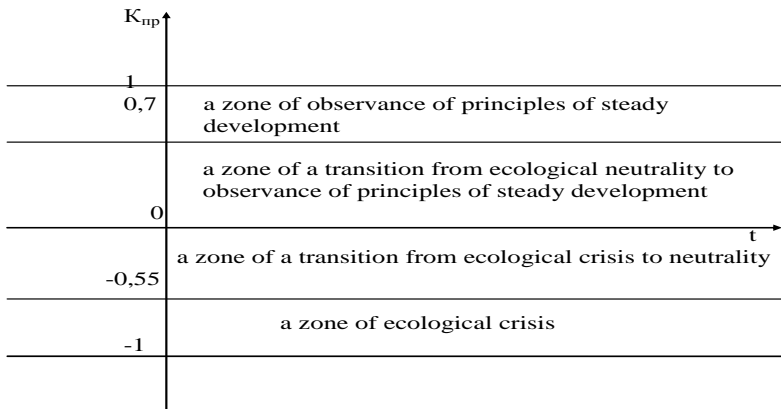 Кпр
1
0,7
a zone of observance of principles of steady
development
a zone of a transition from ecological neutrality to
observance of principles of steady development
0
t
a zone of a transition from ecological crisis to neutrality
-0,55
a zone of ecological crisis
-1